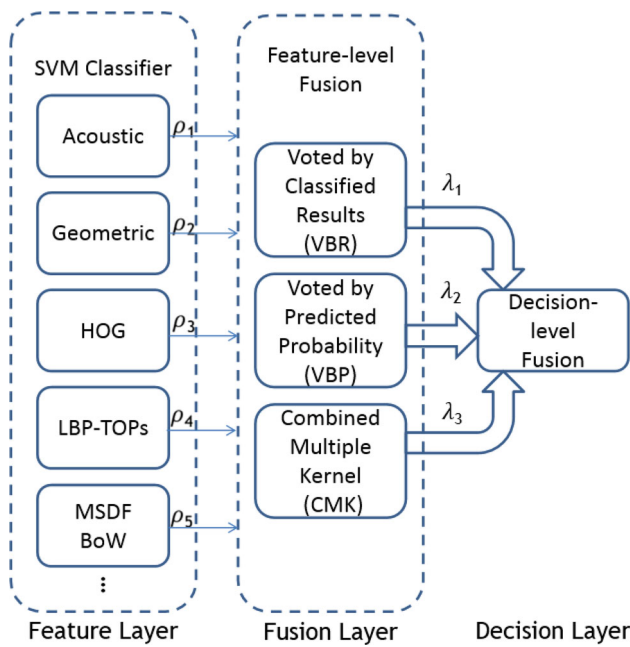 SVM Classifier
Acoustic
ρ1
Geometric
ρ2
HOG
ρ3
LBP-TOPs
ρ4
MSDF
BoW
ρ5
⋮
Feature Layer
Feature-level
Fusion
Voted by
Classified
Results
(VBR)
λ1
Voted by
Predicted
Probability
(VBP)
λ2
Combined
Multiple
Kernel
(CMK)
λ3
Fusion Layer
Decision-
level
Fusion
Decision Layer